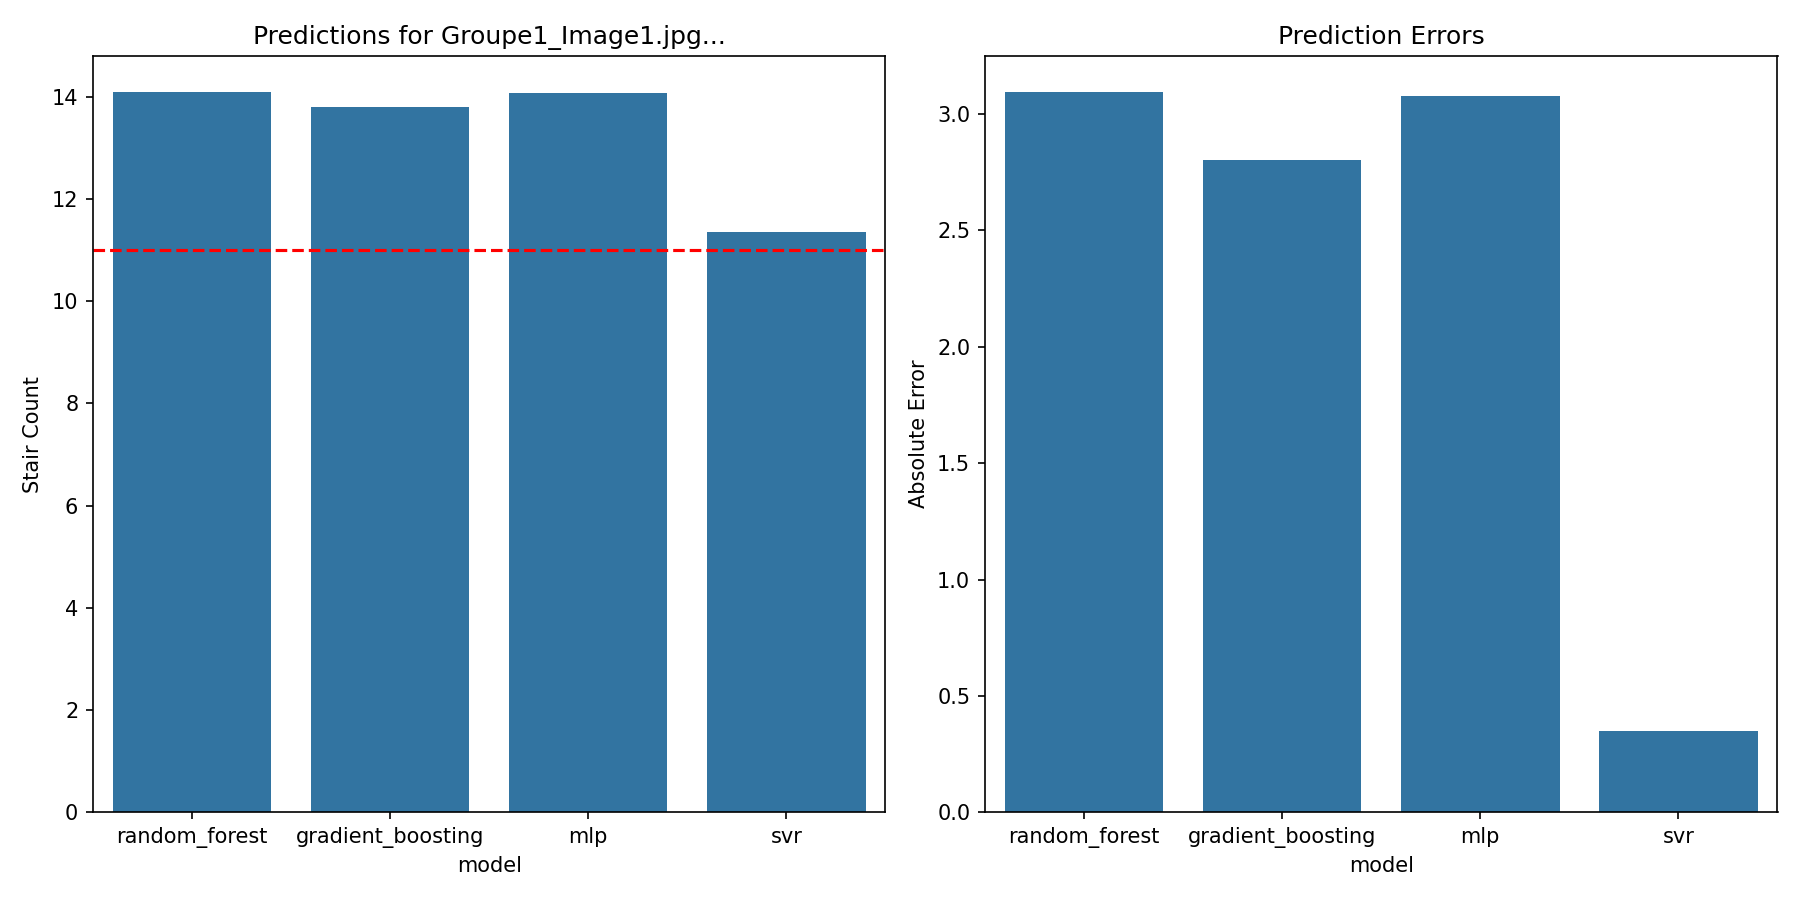 Predictions for Groupe1_Image1.jpg...
14
12
10
8
6
4
2
0
Stair Count
random_forest gradient_boosting mlp svr
model
Prediction Errors
3.0
2.5
2.0
1.5
1.0
0.5
0.0
Absolute Error
random_forest gradient_boosting mlp svr
model